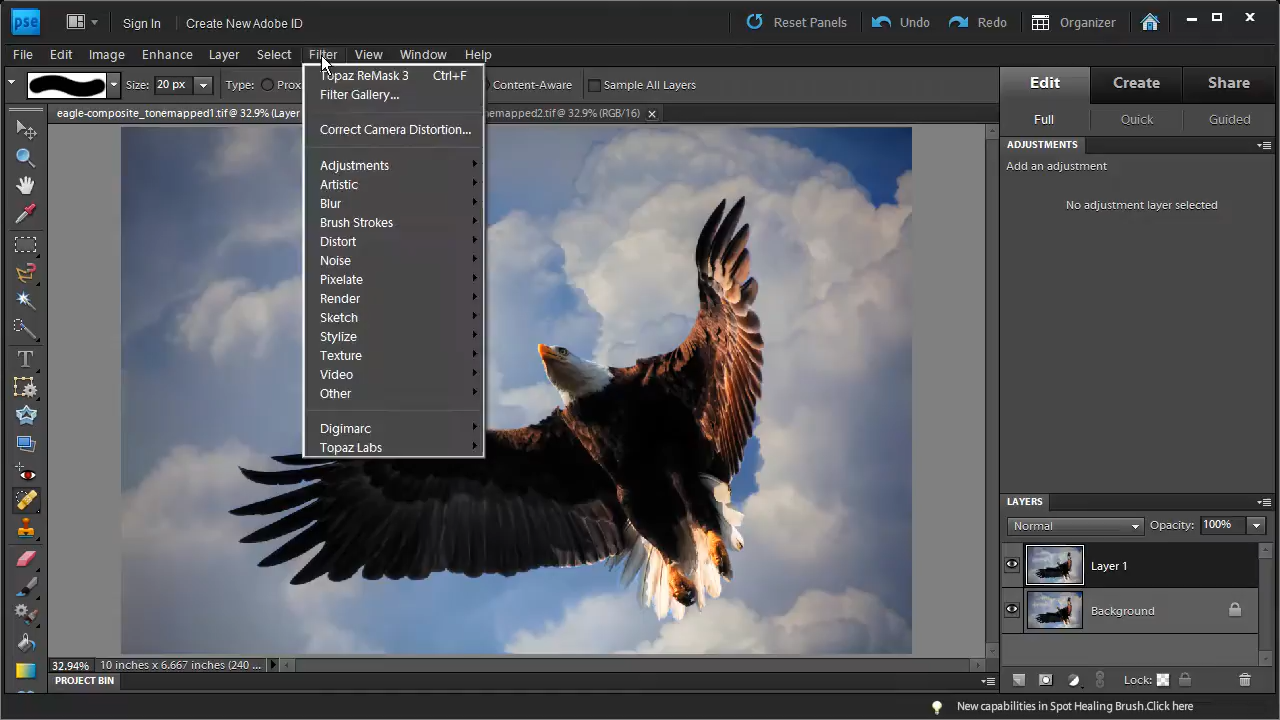 pse Sign In Create New Adobe ID Reset Panels Undo Redo Organizer
File Edit Image Enhance Layer Select Filter View Window Help
Size: 20 px Type: Content-Aware Sample All Layers
Edit Create Share
Full Quick Guided
eagle-composite_tonemapped1.tif @ 32.9% (Layer
@ 32.9% (RGB/16)
Topaz ReMask 3 Ctrl+F
Filter Gallery...
Correct Camera Distortion...
Adjustments
Artistic
Blur
Brush Strokes
Distort
Noise
Pixelate
Render
Sketch
Stylize
Texture
Video
Other
Digimarc
Topaz Labs
ADJUSTMENTS
Add an adjustment
No adjustment layer selected
LAYERS
Normal Opacity: 100%
Layer 1
Background
Lock:
32.94% 10 inches x 6.667 inches (240 ...
PROJECT BIN
New capabilities in Spot Healing Brush.Click here